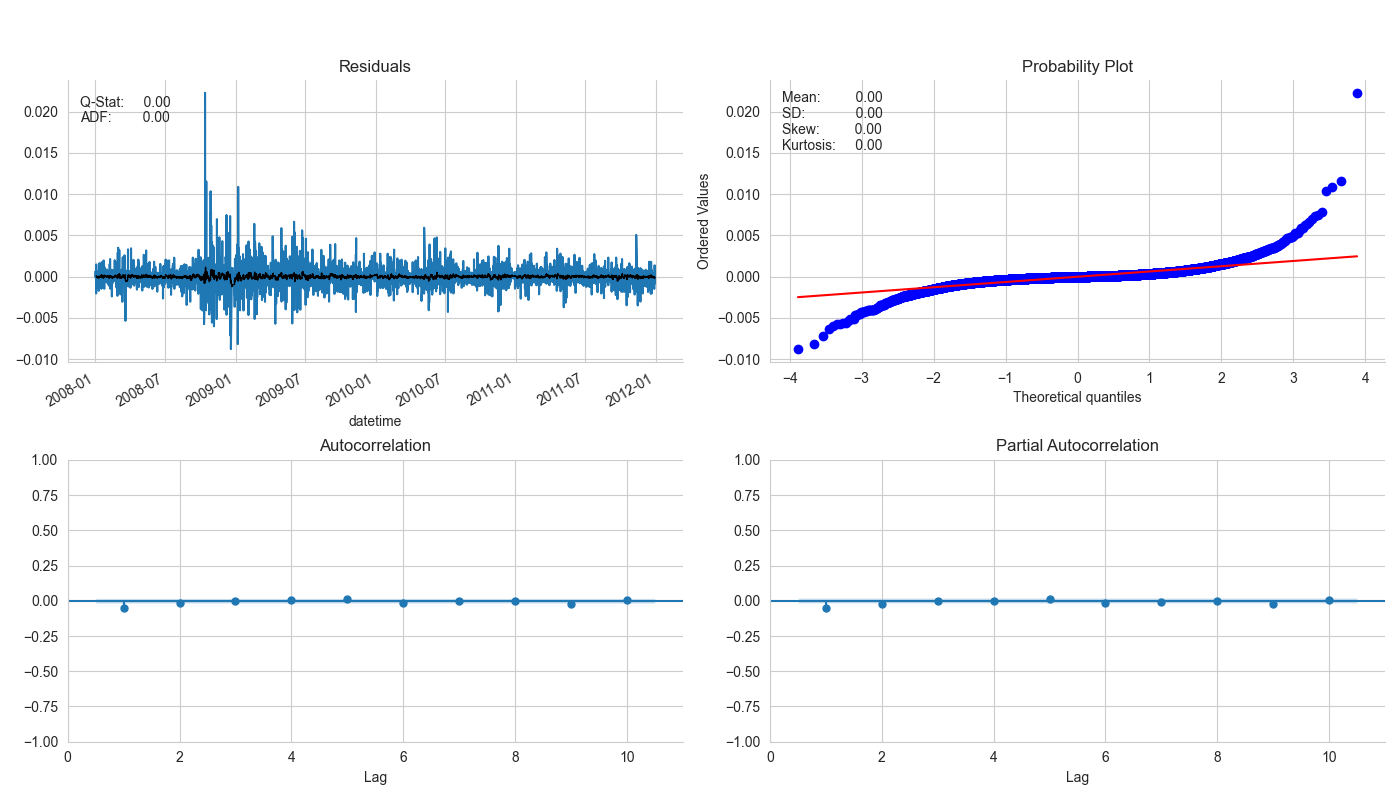 Residuals
Q-Stat: 0.00
ADF: 0.00
0.020
0.015
0.010
0.005
0.000
−0.005
−0.010
2008-01
2008-07
2009-01
2009-07
2010-01
2010-07
2011-01
2011-07
2012-01
datetime
Probability Plot
Mean: 0.00
SD: 0.00
Skew: 0.00
Kurtosis: 0.00
Ordered Values
0.020
0.015
0.010
0.005
0.000
−0.005
−0.010
−4 −3 −2 −1 0 1 2 3 4
Theoretical quantiles
Autocorrelation
1.00
0.75
0.50
0.25
0.00
−0.25
−0.50
−0.75
−1.00
0 2 4 6 8 10
Lag
Partial Autocorrelation
1.00
0.75
0.50
0.25
0.00
−0.25
−0.50
−0.75
−1.00
0 2 4 6 8 10
Lag